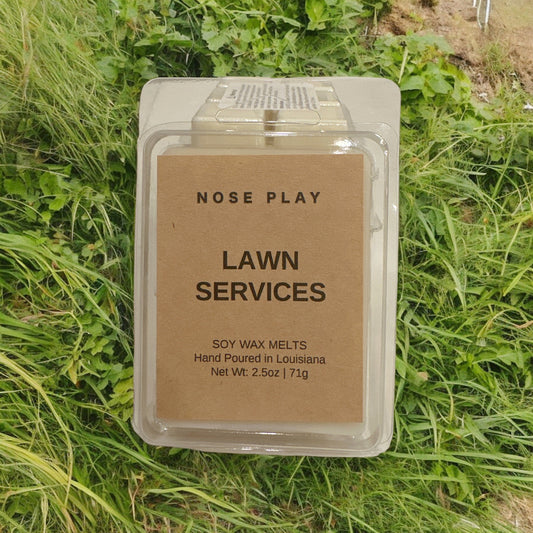 NOSE PLAY
LAWN
SERVICES
SOY WAX MELTS
Hand Poured in Louisiana
Net Wt: 2.5oz | 71g